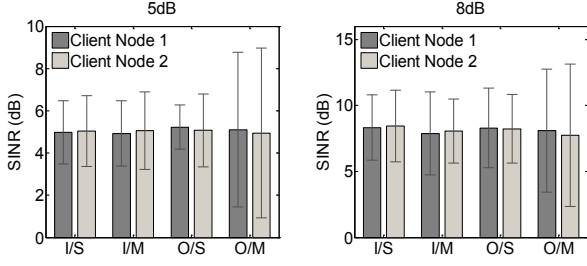 5dB
10
8
6
4
2
0
SINR (dB)
Client Node 1
Client Node 2
I/S I/M O/S O/M
8dB
15
10
5
0
SINR (dB)
Client Node 1
Client Node 2
I/S I/M O/S O/M